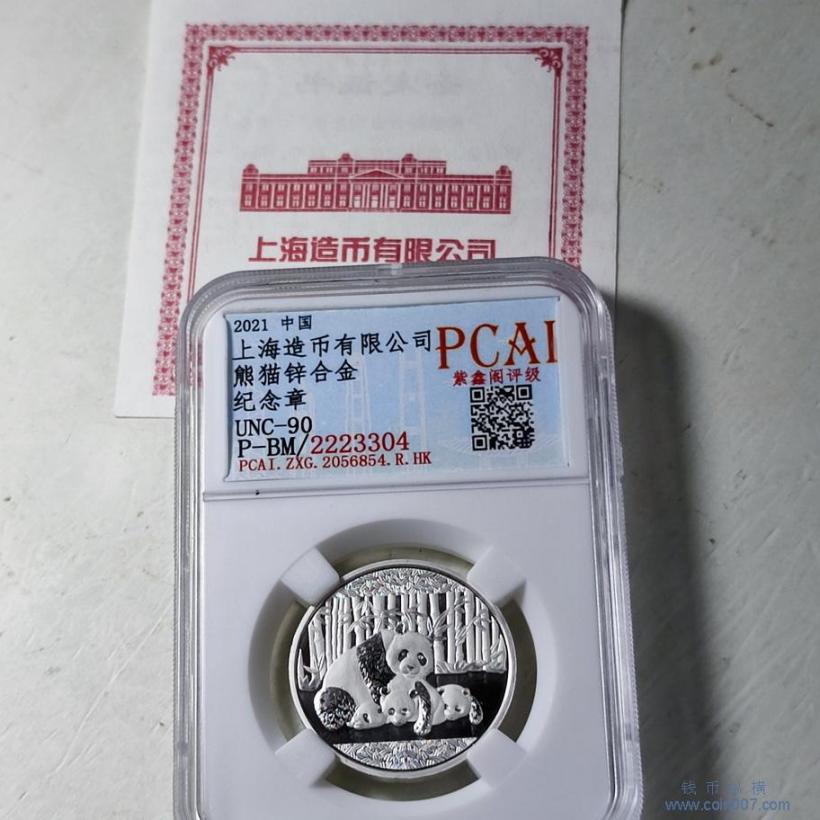 上海造币有限公司
2021 中国
上海造币有限公司
熊猫锌合金
纪念章
UNC-90
P-BM/2223304
PCAI.ZXG.2056854.R.HK
PCAI
紫鑫阁评级
钱币纵横
www.coin007.com